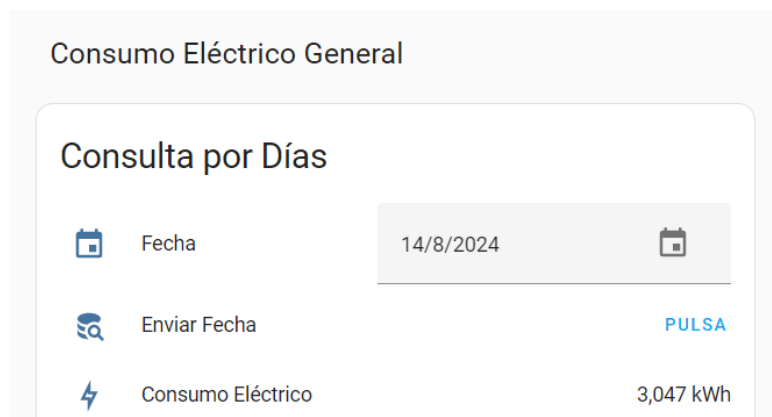 Consumo Eléctrico General
Consulta por Días
Fecha 14/8/2024
Enviar Fecha PULSA
Consumo Eléctrico 3,047 kWh